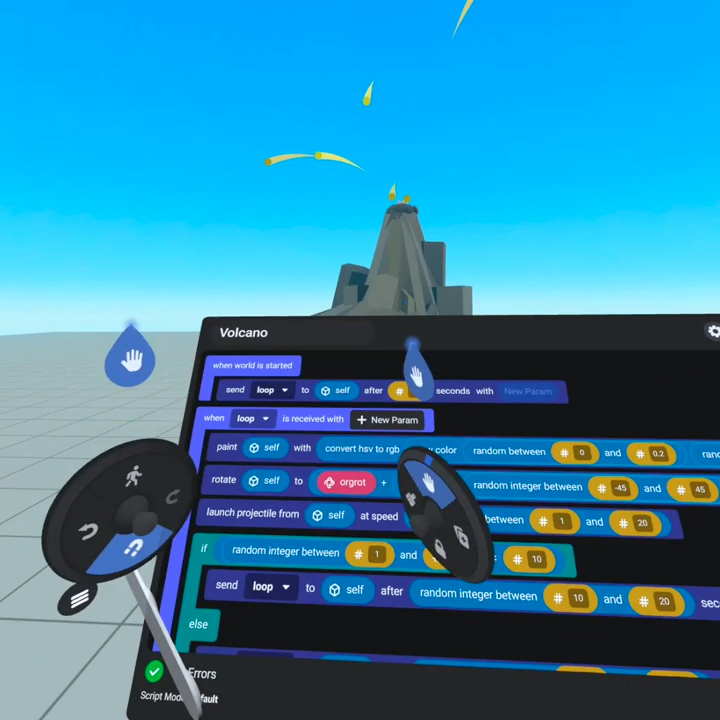 Volcano
when world is started
send loop to self after # seconds with New Param
when loop is received with + New Param
paint self with convert hsv to rgb color random between # 0 and # 0.2
rotate self to orgrot + random integer between # -45 and # 45
launch projectile from self at speed between # 1 and # 20
if random integer between # 1 and # 10
send loop to self after random integer between # 10 and # 20
else
Errors